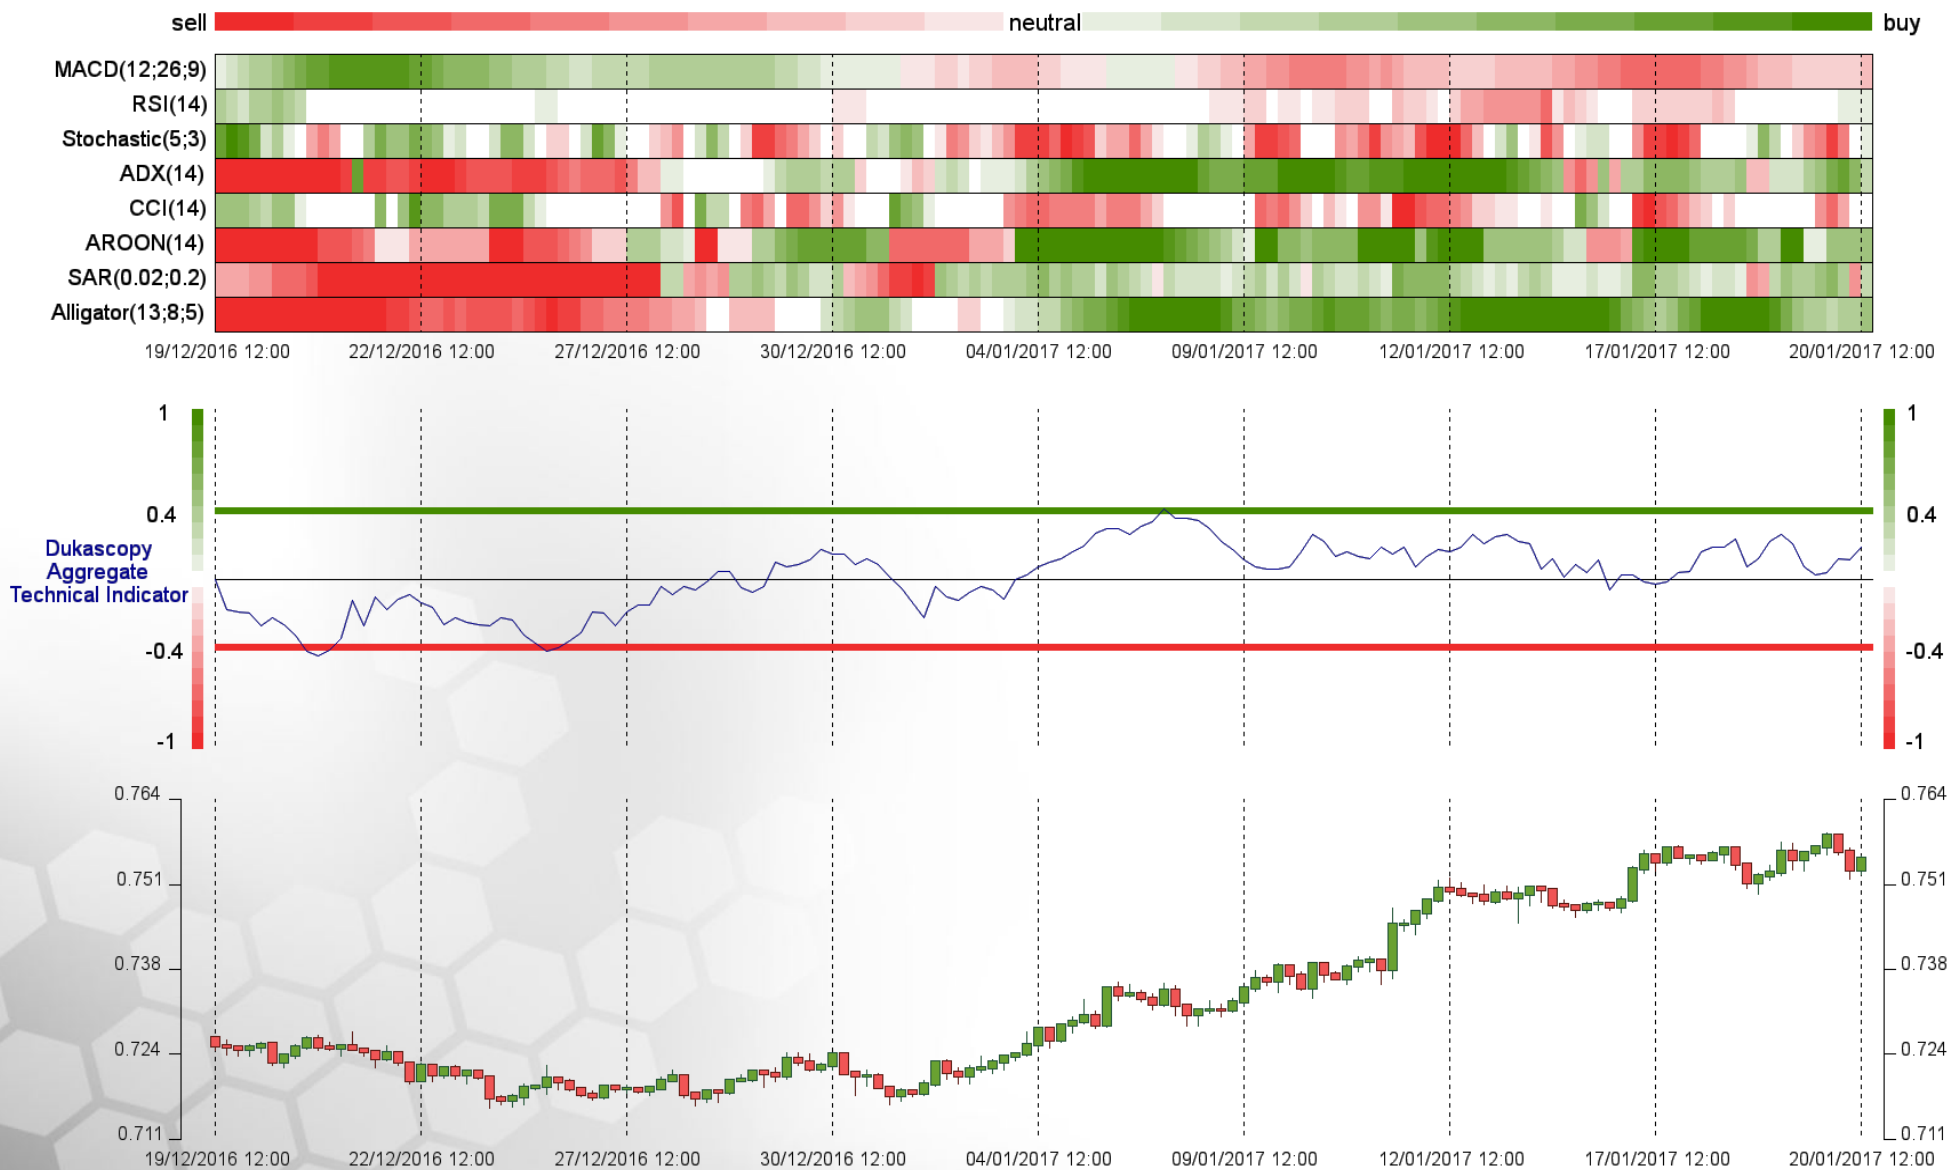 sell neutral buy
MACD(12;26;9)
RSI(14)
Stochastic(5;3)
ADX(14)
CCI(14)
AROON(14)
SAR(0.02;0.2)
Alligator(13;8;5)
19/12/2016 12:00 22/12/2016 12:00 27/12/2016 12:00 30/12/2016 12:00 04/01/2017 12:00 09/01/2017 12:00 12/01/2017 12:00 17/01/2017 12:00 20/01/2017 12:00
1 1
0.4 0.4
Dukascopy
Aggregate
Technical Indicator
-0.4 -0.4
-1 -1
0.764 0.764
0.751 0.751
0.738 0.738
0.724 0.724
0.711 0.711
19/12/2016 12:00 22/12/2016 12:00 27/12/2016 12:00 30/12/2016 12:00 04/01/2017 12:00 09/01/2017 12:00 12/01/2017 12:00 17/01/2017 12:00 20/01/2017 12:00